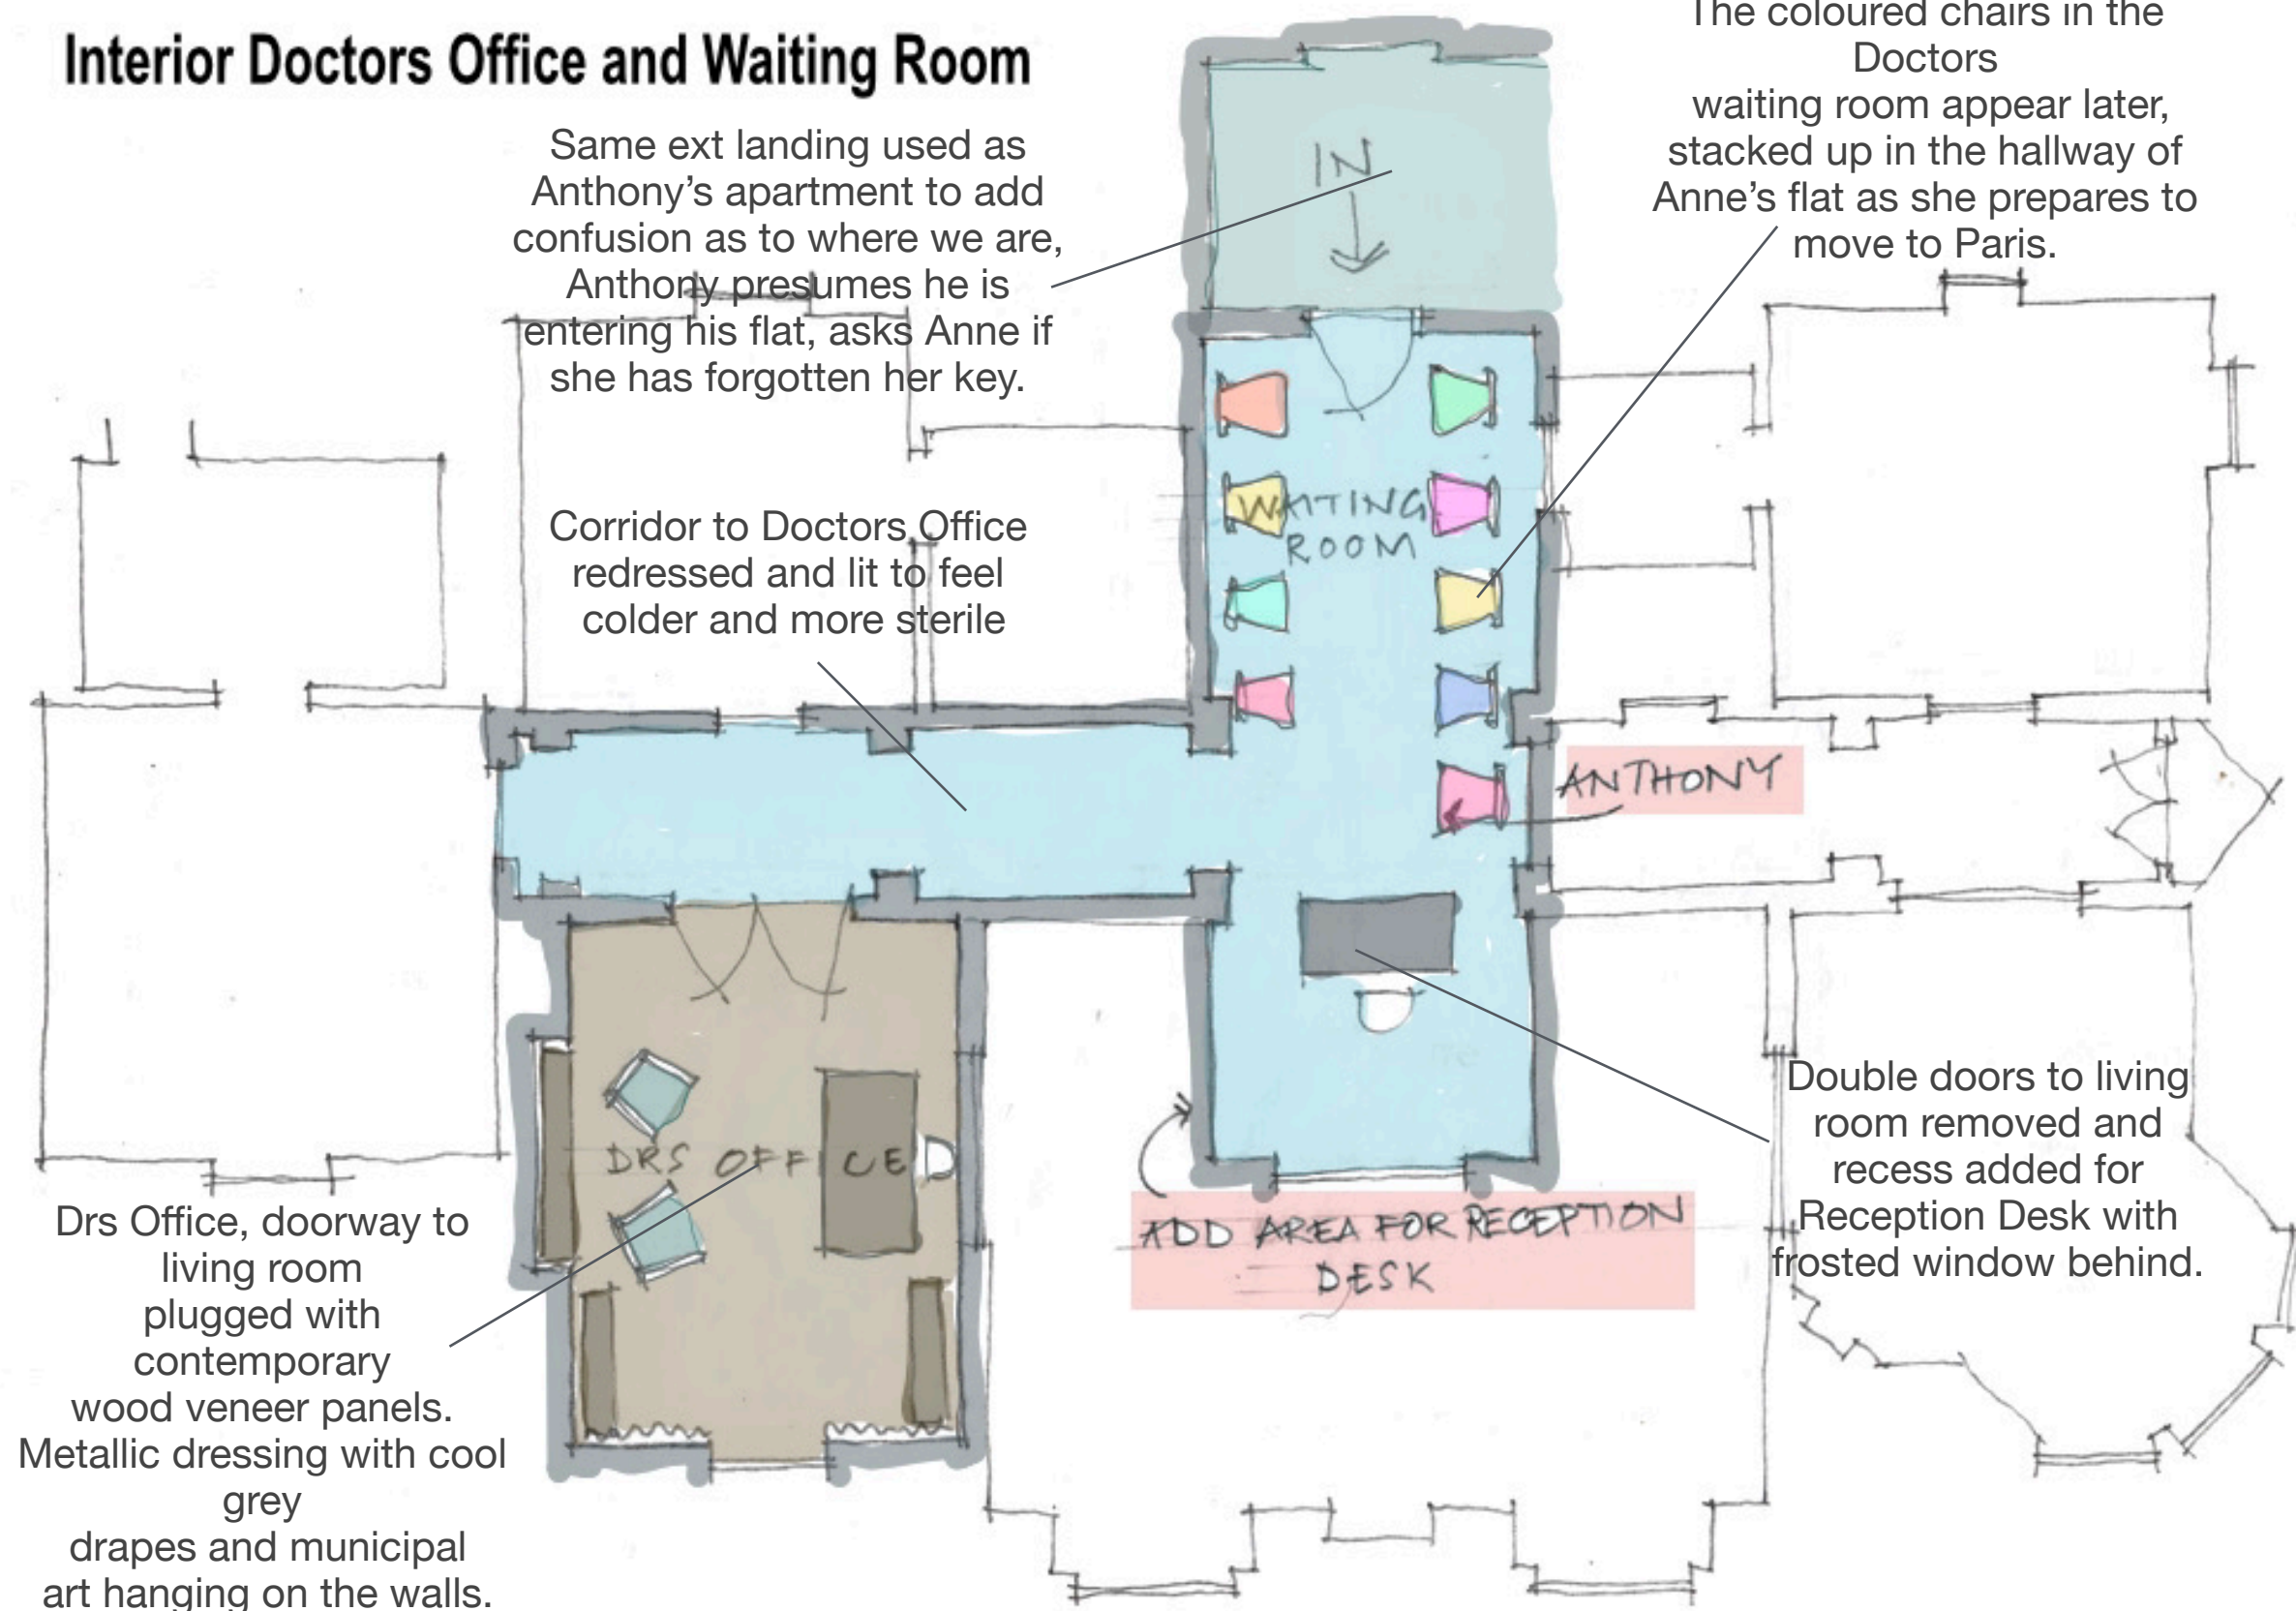 Interior Doctors Office and Waiting Room
The coloured chairs in the
Doctors
waiting room appear later,
stacked up in the hallway of
Anne’s flat as she prepares to
move to Paris.
Same ext landing used as
Anthony’s apartment to add
confusion as to where we are,
Anthony presumes he is
entering his flat, asks Anne if
she has forgotten her key.
IN
Corridor to Doctors Office
redressed and lit to feel
colder and more sterile
WAITING
ROOM
ANTHONY
DRS OFFICE
ADD AREA FOR RECEPTION
DESK
Double doors to living
room removed and
recess added for
Reception Desk with
frosted window behind.
Drs Office, doorway to
living room
plugged with
contemporary
wood veneer panels.
Metallic dressing with cool
grey
drapes and municipal
art hanging on the walls.